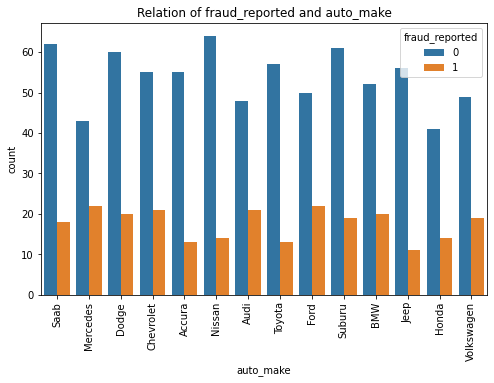 Relation of fraud_reported and auto_make
fraud_reported
0
1
count
60
50
40
30
20
10
0
Saab
Mercedes
Dodge
Chevrolet
Accura
Nissan
Audi
Toyota
Ford
Suburu
BMW
Jeep
Honda
Volkswagen
auto_make